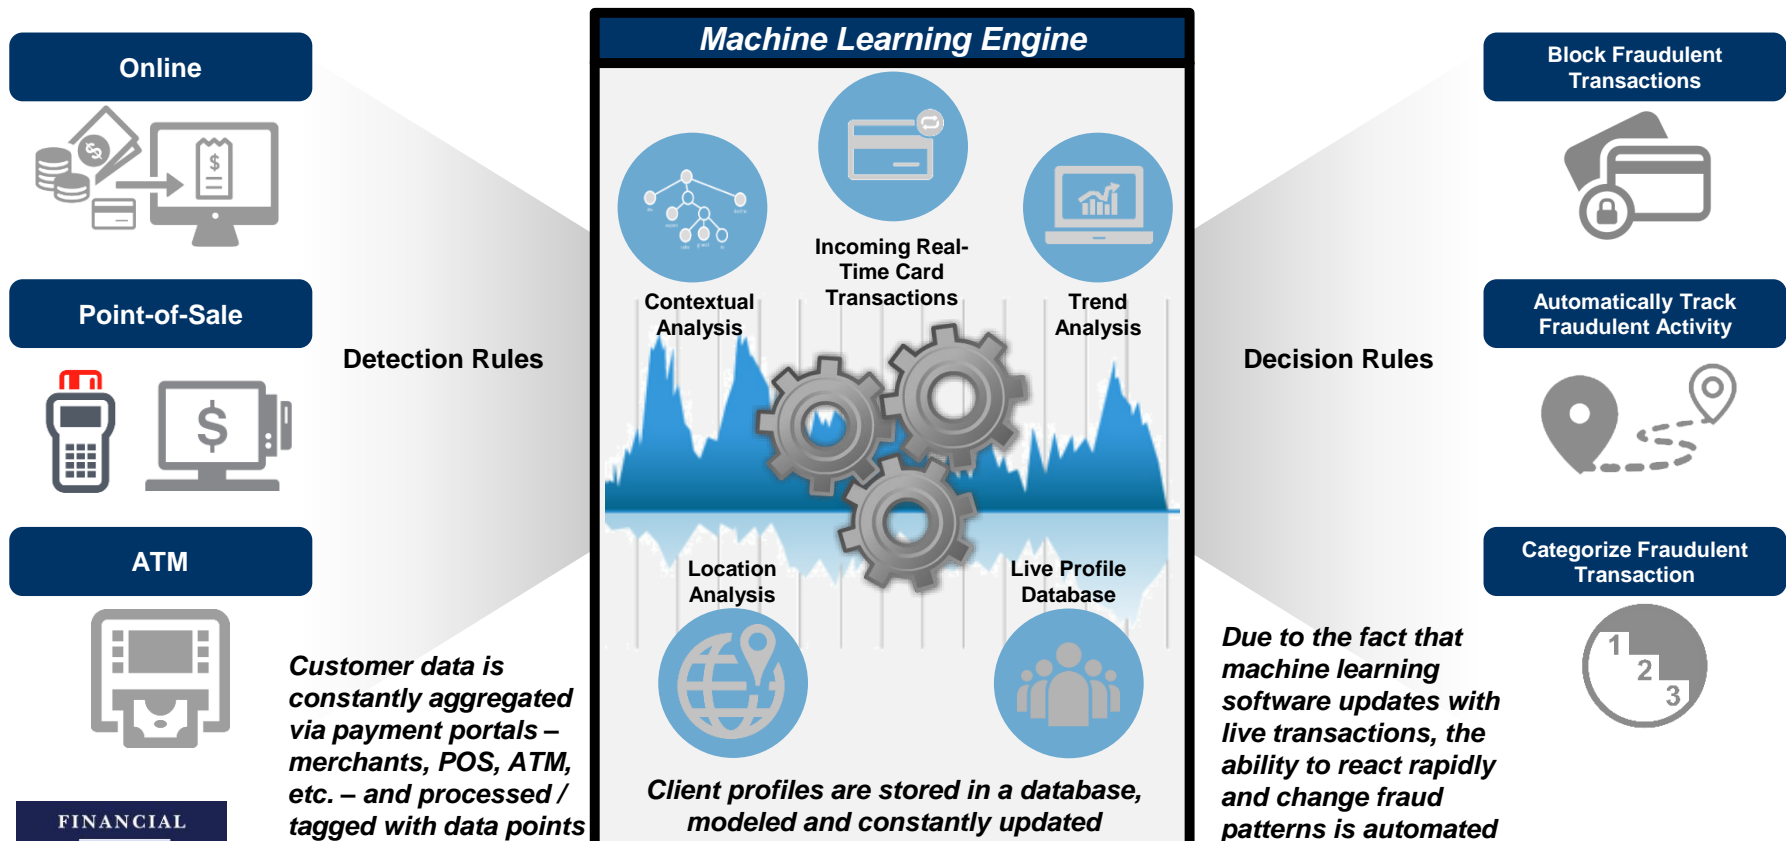 Machine Learning Engine
Online
Point-of-Sale
ATM
Detection Rules
Customer data is
constantly aggregated
via payment portals –
merchants, POS, ATM,
etc. – and processed /
tagged with data points
FINANCIAL
Contextual
Analysis
Incoming Real-
Time Card
Transactions
Trend
Analysis
Location
Analysis
Live Profile
Database
Client profiles are stored in a database,
modeled and constantly updated
Decision Rules
Due to the fact that
machine learning
software updates with
live transactions, the
ability to react rapidly
and change fraud
patterns is automated
Block Fraudulent
Transactions
Automatically Track
Fraudulent Activity
Categorize Fraudulent
Transaction
1
2
3
$
$
$